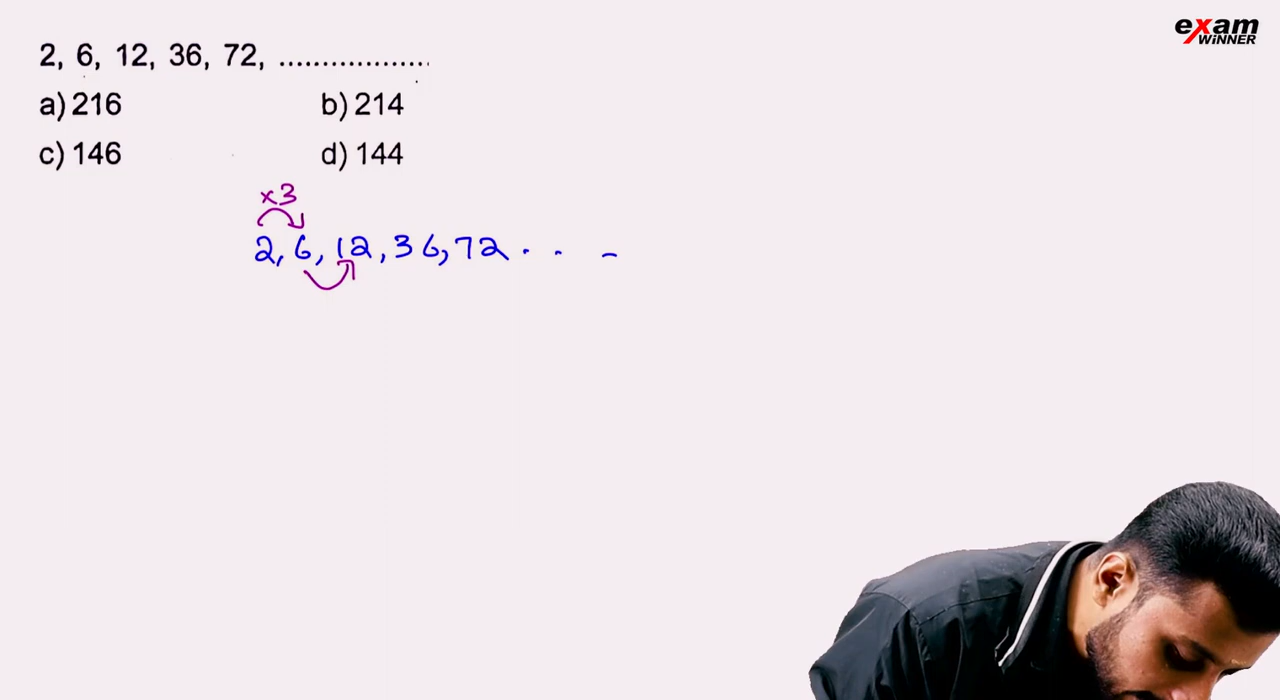 exam
WiNNER
2, 6, 12, 36, 72, ..................
a) 216 b) 214
c) 146 d) 144
×3
2, 6, 12, 36, 72 . . –